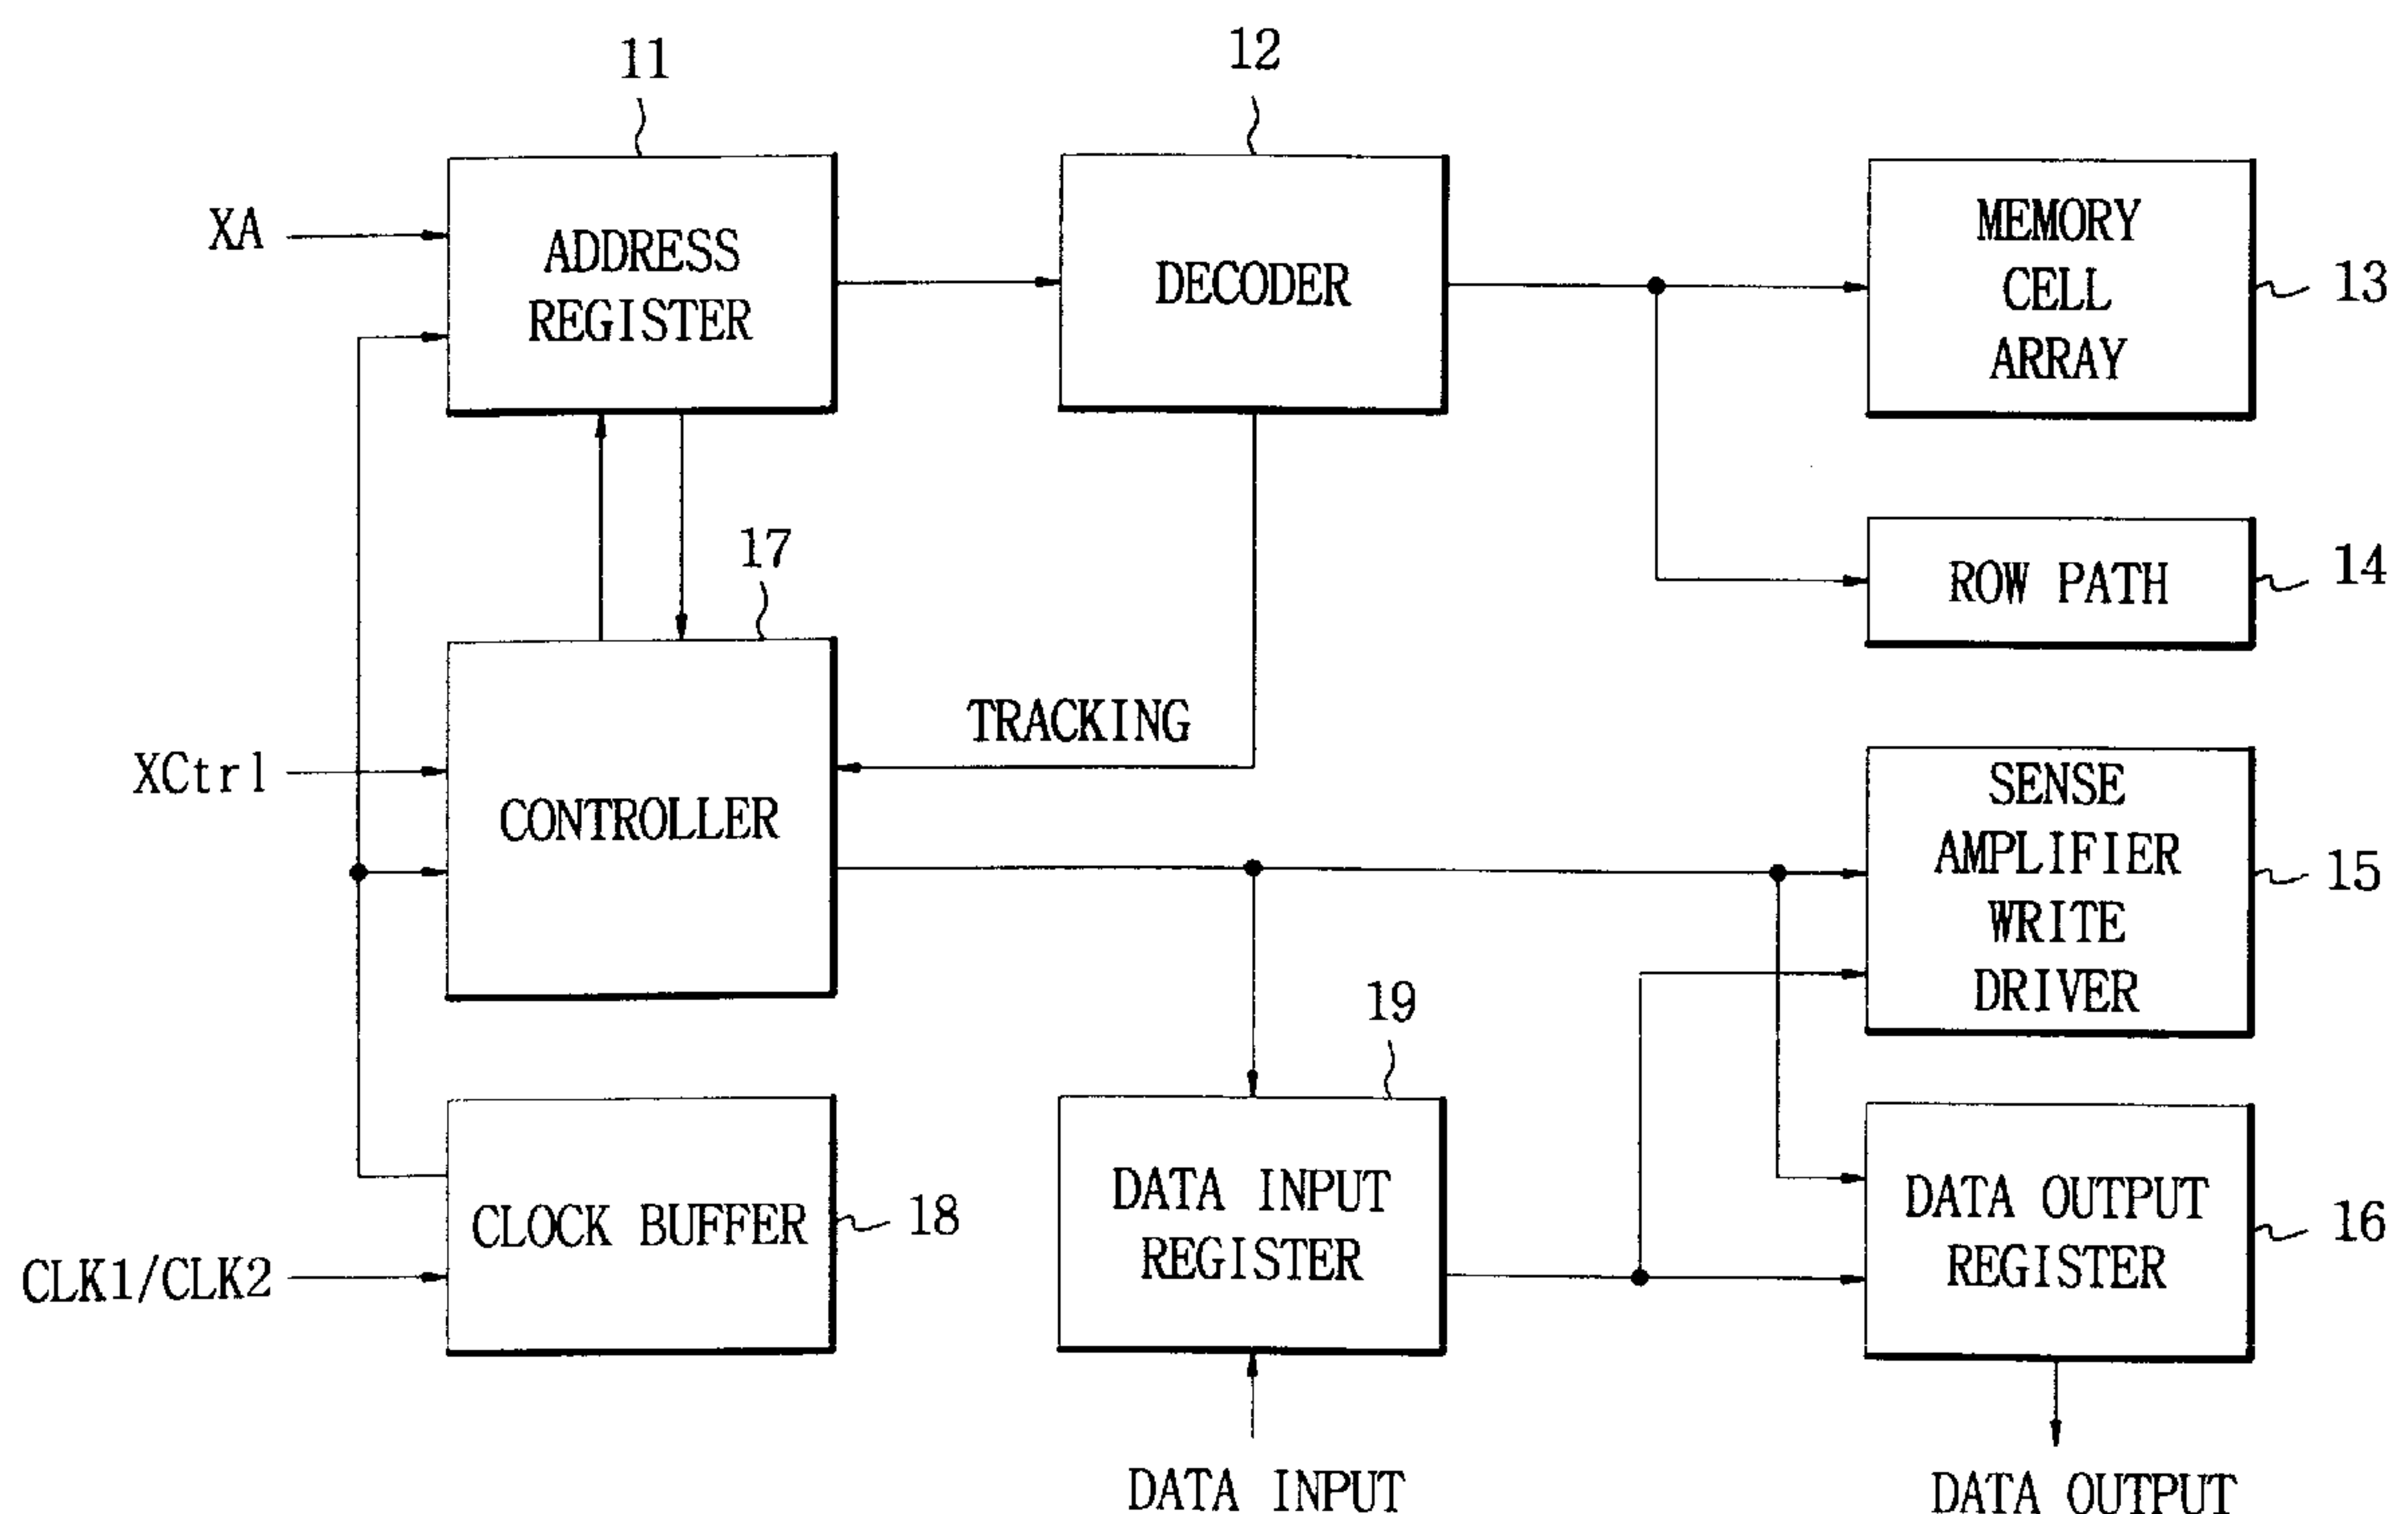 11
12
XA
ADDRESS
REGISTER
DECODER
MEMORY
CELL
ARRAY
13
17
ROW PATH
14
TRACKING
XCtrl
CONTROLLER
SENSE
AMPLIFIER
WRITE
DRIVER
15
19
CLOCK BUFFER
18
CLK1/CLK2
DATA INPUT
REGISTER
DATA OUTPUT
REGISTER
16
DATA INPUT
DATA OUTPUT